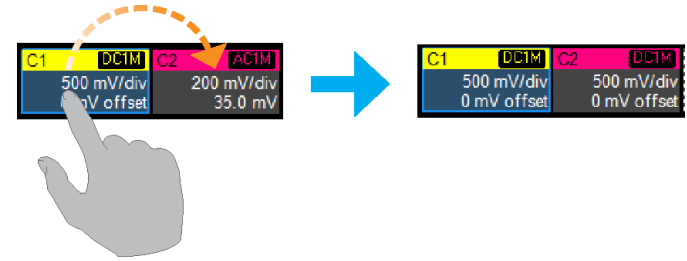 C1 DC1M C2 AC1M
500 mV/div 200 mV/div
mV offset 35.0 mV
C1 DC1M C2 DC1M
500 mV/div 500 mV/div
0 mV offset 0 mV offset